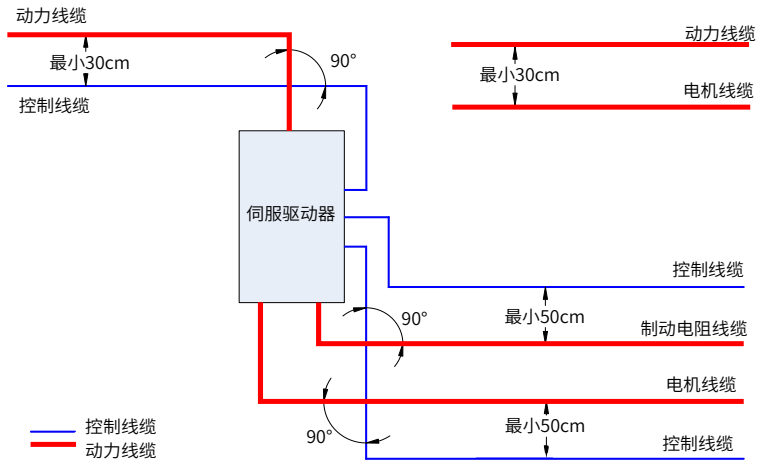 动力线缆
动力线缆
最小30cm
90°
最小30cm
控制线缆
电机线缆
伺服驱动器
控制线缆
最小50cm
90°
制动电阻线缆
电机线缆
控制线缆
最小50cm
90°
动力线缆
控制线缆